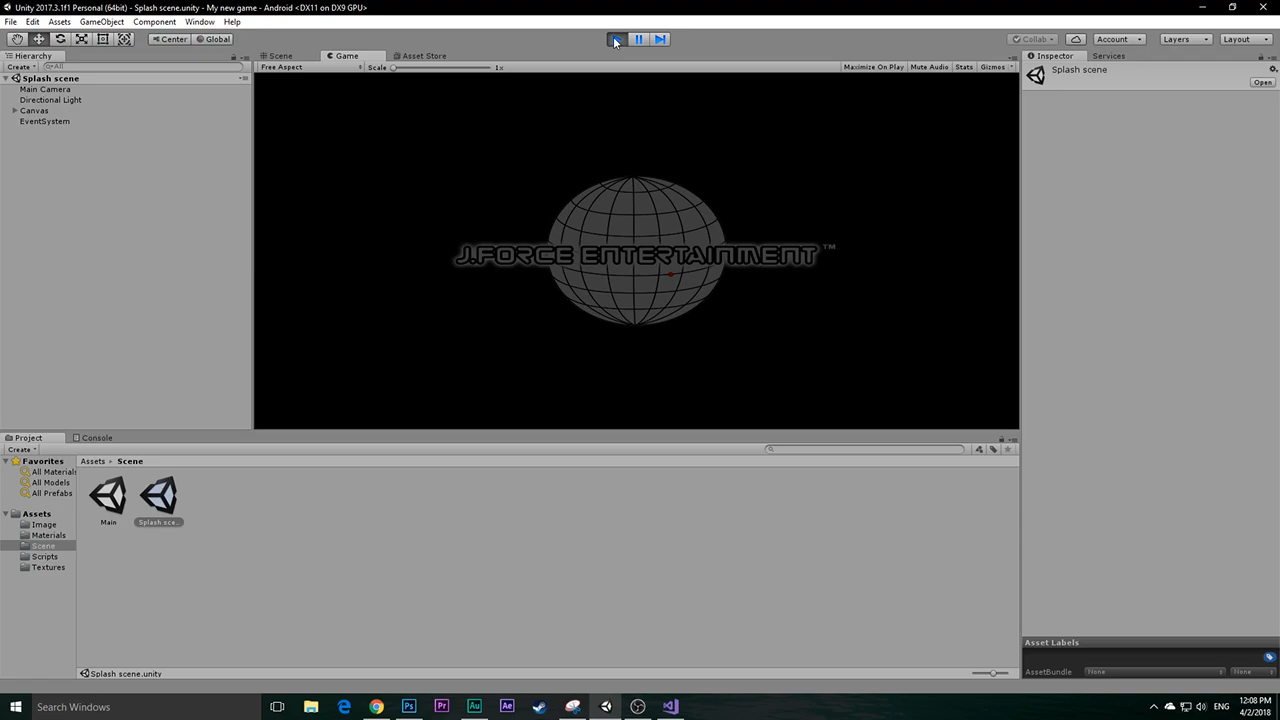 Unity 2017.3.1f1 Personal (64bit) - Splash scene.unity - My new game - Android <DX11 on DX9 GPU>
File Edit Assets GameObject Component Window Help
Center Global Collab Account Layers Layout
Hierarchy Scene Game Asset Store Inspector Services
Create All Free Aspect Scale 1x Maximize On Play Mute Audio Stats Gizmos
Splash scene
Main Camera
Directional Light
Canvas
EventSystem
J.FORCE ENTERTAINMENT ™
Splash scene
Open
Project Console
Create
Favorites
All Materials
All Models
All Prefabs
Assets
Image
Materials
Scene
Scripts
Textures
Assets Scene
Main Splash sce...
Splash scene.unity
Asset Labels
AssetBundle None None
Search Windows
ENG
12:08 PM
4/2/2018